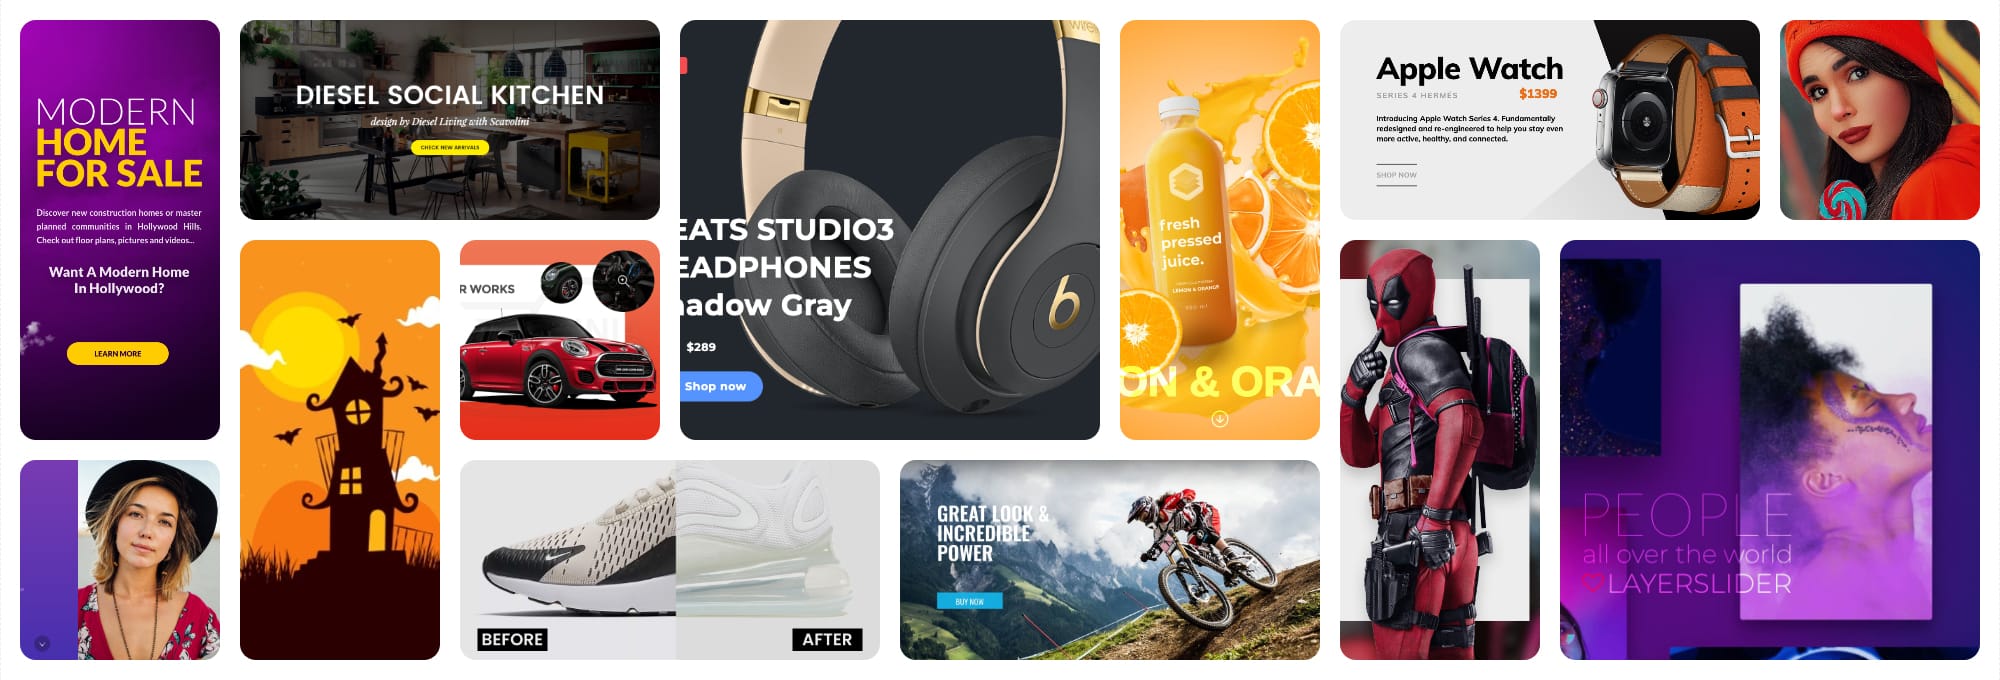 MODERN
HOME
FOR SALE
Discover new construction homes or master
planned communities in Hollywood Hills.
Check out floor plans, pictures and videos...
Want A Modern Home
In Hollywood?
LEARN MORE
DIESEL SOCIAL KITCHEN
design by Diesel Living with Scavolini
CHECK NEW ARRIVALS
R WORKS
EATS STUDIO3
EADPHONES
hadow Gray
$289
Shop now
b
fresh
pressed
juice.
LEMON & ORANGE
ON & ORA
Apple Watch
SERIES 4 HERMÈS
$1399
Introducing Apple Watch Series 4. Fundamentally
redesigned and re-engineered to help you stay even
more active, healthy, and connected.
SHOP NOW
BEFORE
AFTER
GREAT LOOK &
INCREDIBLE
POWER
BUY NOW
PEOPLE
all over the world
LAYERSLIDER